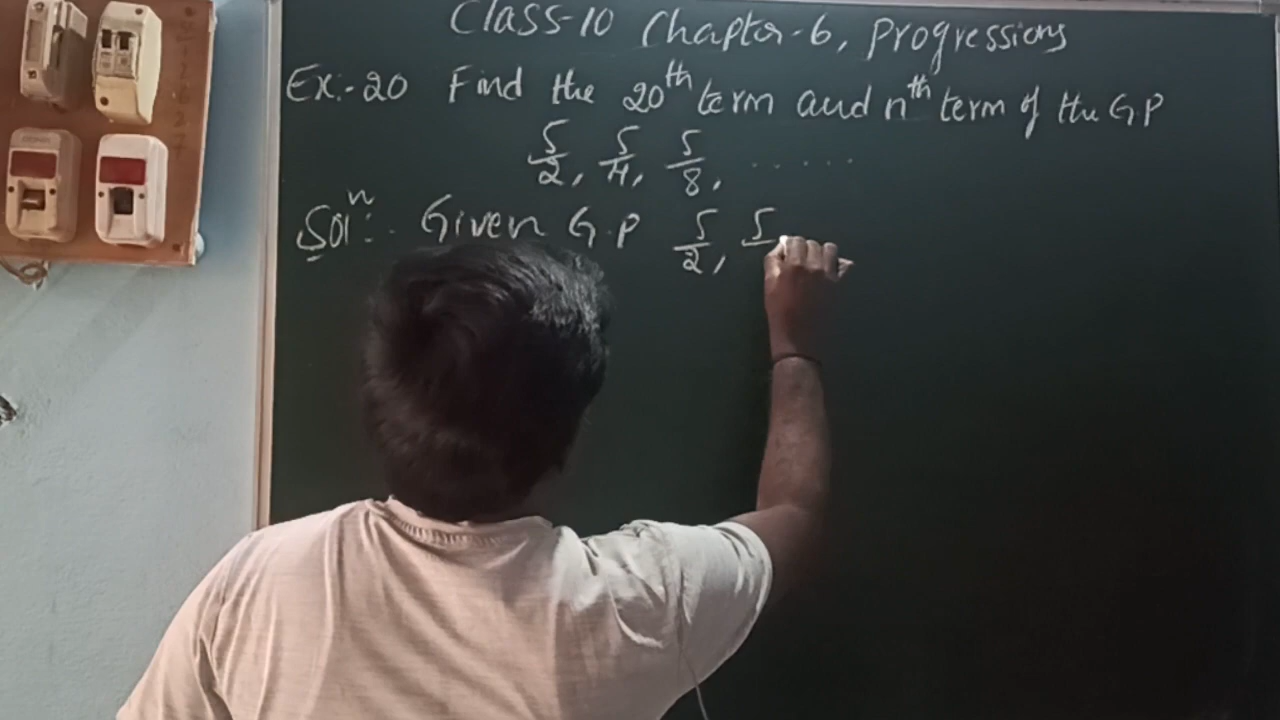 Class-10 Chapter-6, Progressions
Ex:-20 Find the 20th term and nth term of the G.P
5/2, 5/4, 5/8, ......
Soln:- Given G.P 5/2, 5